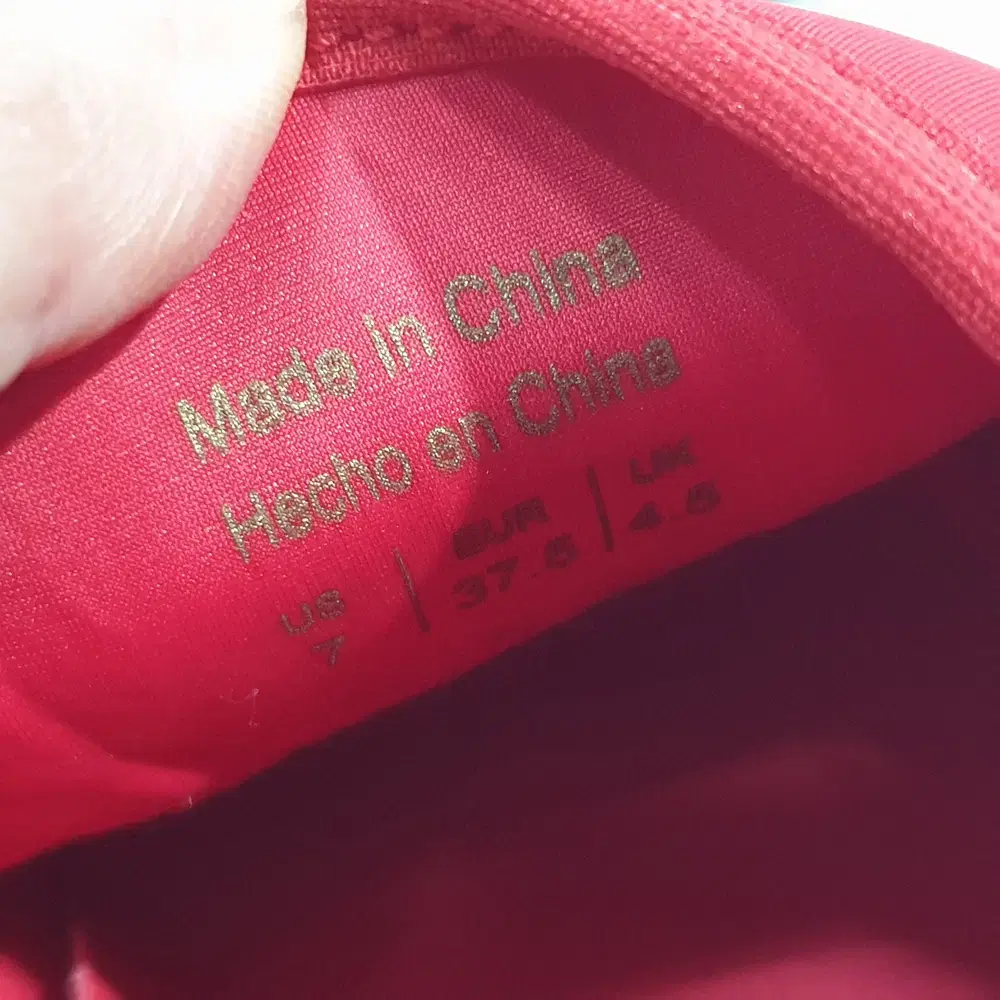 Made in China
Hecho en China
US | EUR | UK
7 | 37.5 | 4.5